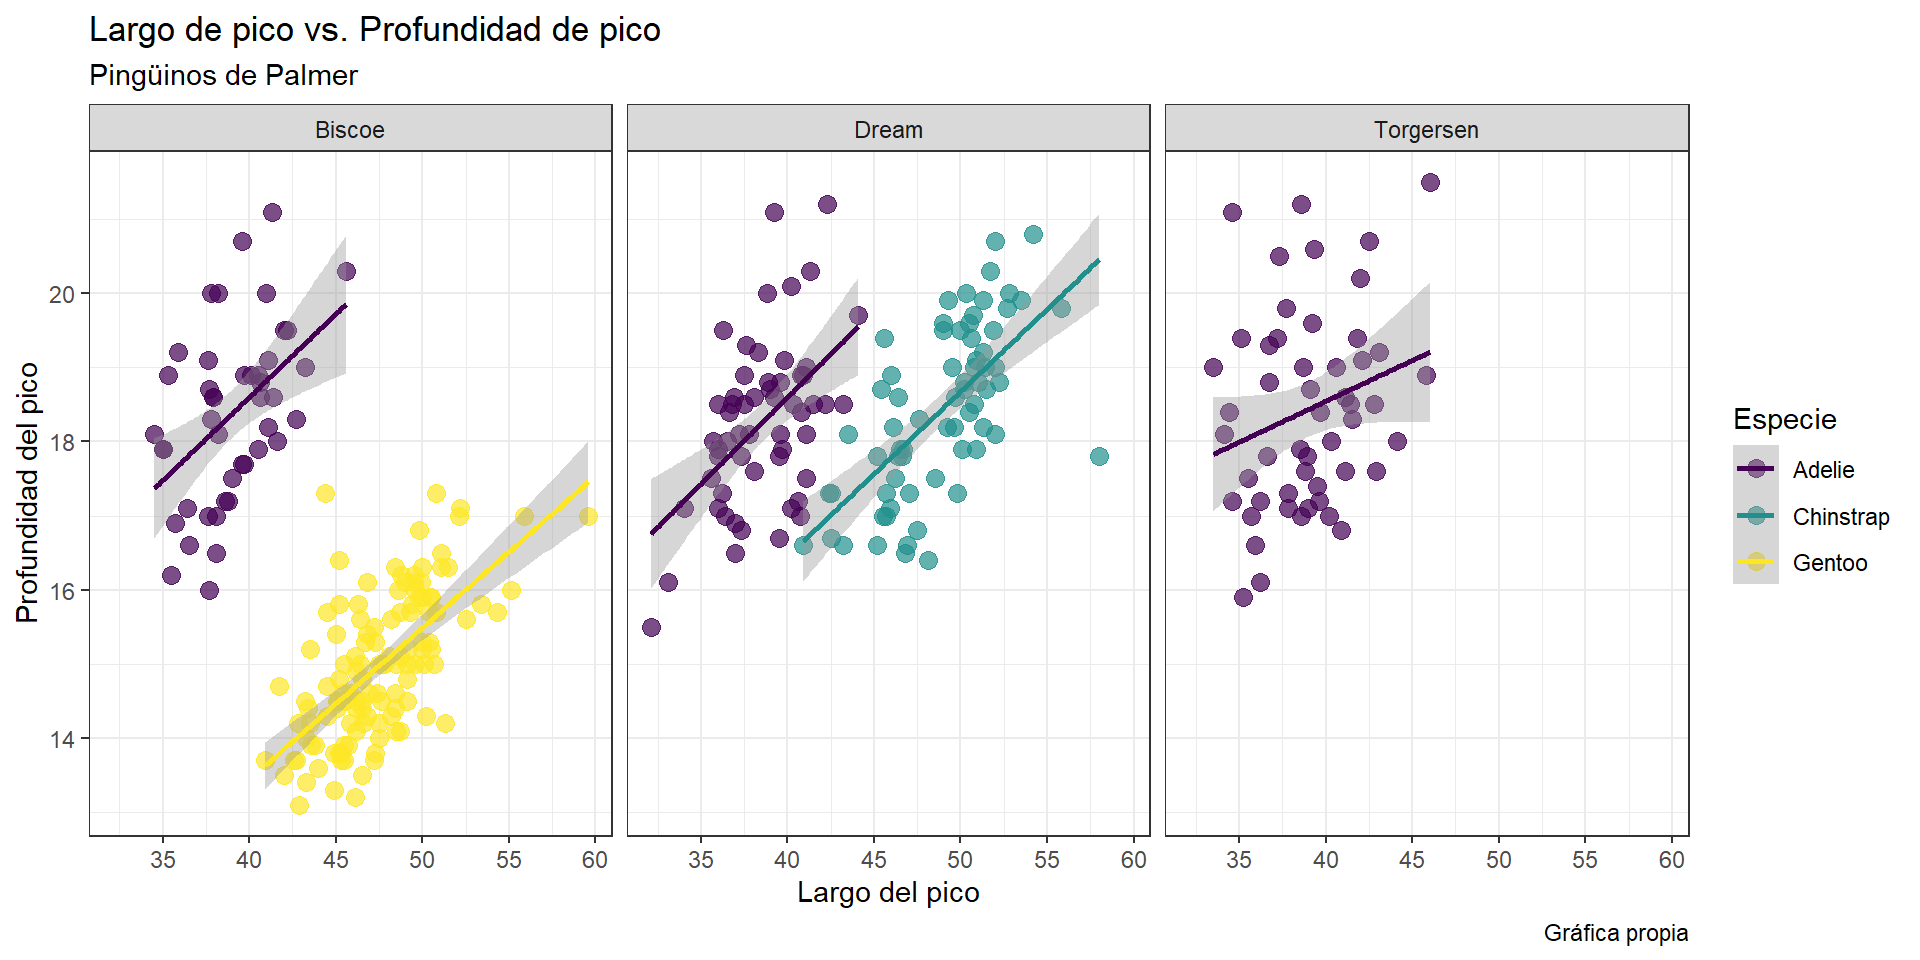 Largo de pico vs. Profundidad de pico
Pingüinos de Palmer
Biscoe
Dream
Torgersen
Profundidad del pico
20
18
16
14
35 40 45 50 55 60
35 40 45 50 55 60
35 40 45 50 55 60
Largo del pico
Especie
Adelie
Chinstrap
Gentoo
Gráfica propia